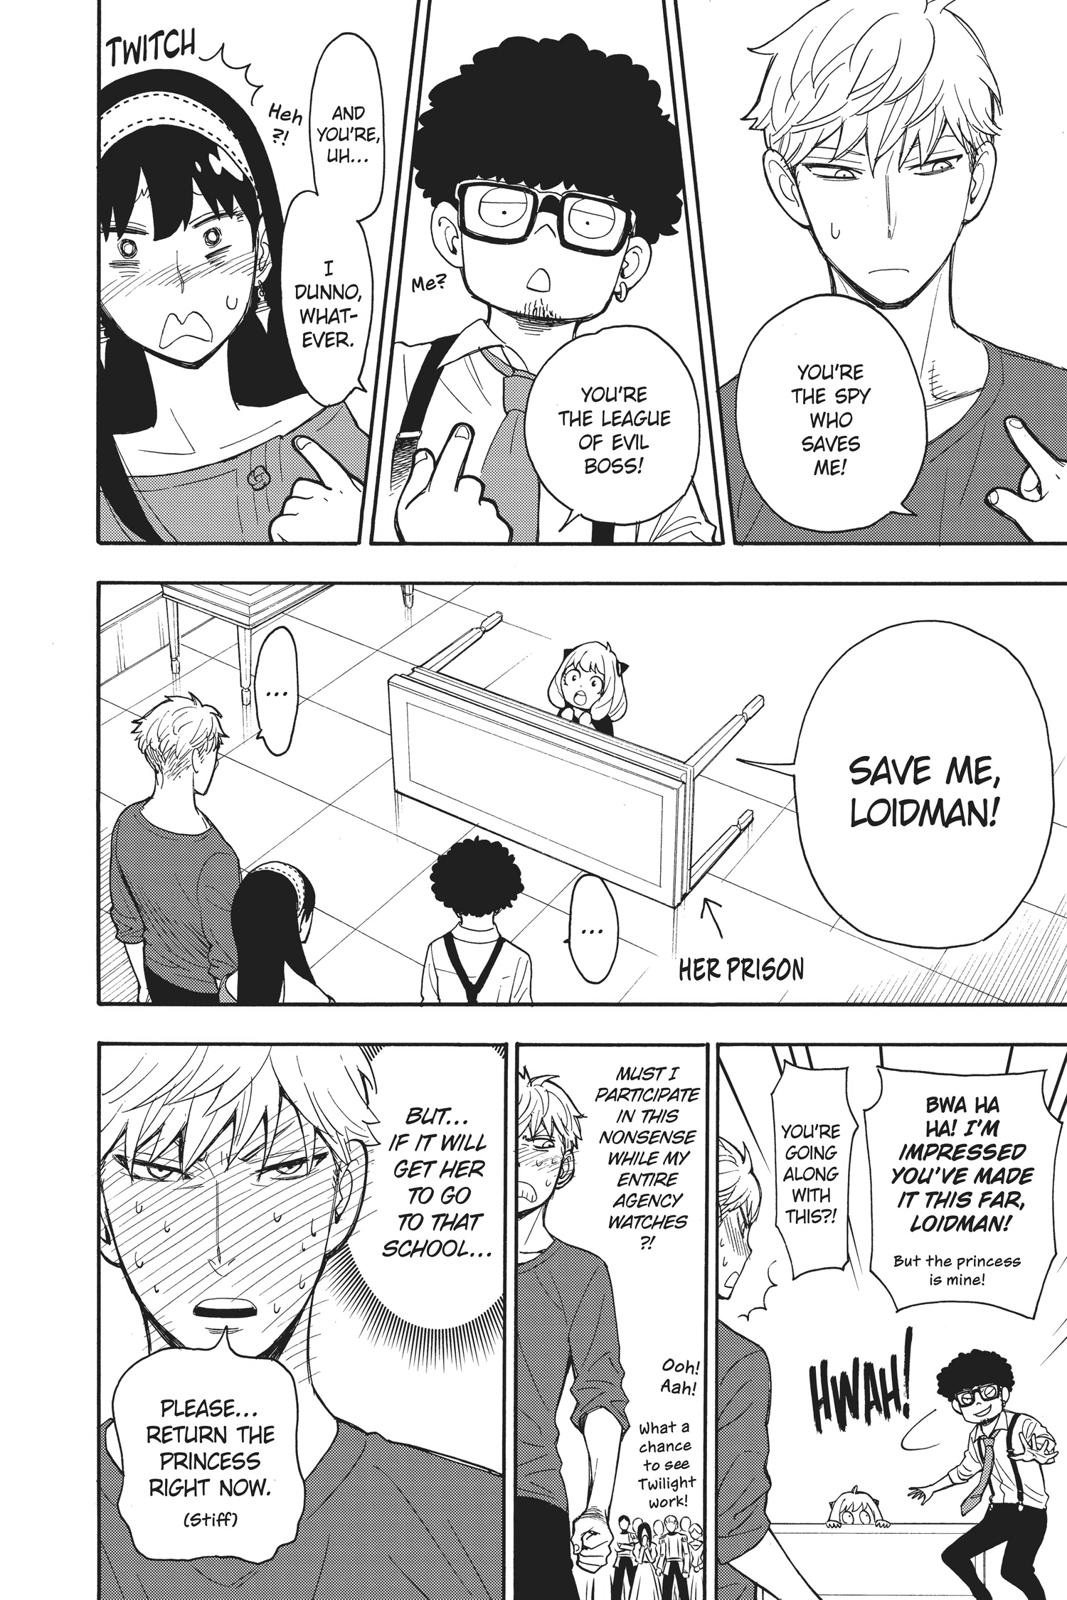 YOU'RE
THE SPY
WHO
SAVES
ME!
Me?
YOU'RE
THE LEAGUE
OF EVIL
BOSS!
AND
YOU'RE,
UH...
I
DUNNO,
WHAT-
EVER.
Heh
?!
TWITCH
SAVE ME,
LOIDMAN!
HER PRISON
...
...
BWA HA
HA! I'M
IMPRESSED
YOU'VE MADE
IT THIS FAR,
LOIDMAN!
But the princess
is mine!
YOU'RE
GOING
ALONG
WITH
THIS?!
HWAH!
MUST I
PARTICIPATE
IN THIS
NONSENSE
WHILE MY
ENTIRE
AGENCY
WATCHES
?!
Ooh!
Aah!
What a
chance
to see
Twilight
work!
BUT...
IF IT WILL
GET HER
TO GO
TO THAT
SCHOOL...
PLEASE...
RETURN THE
PRINCESS
RIGHT NOW.
(Stiff)